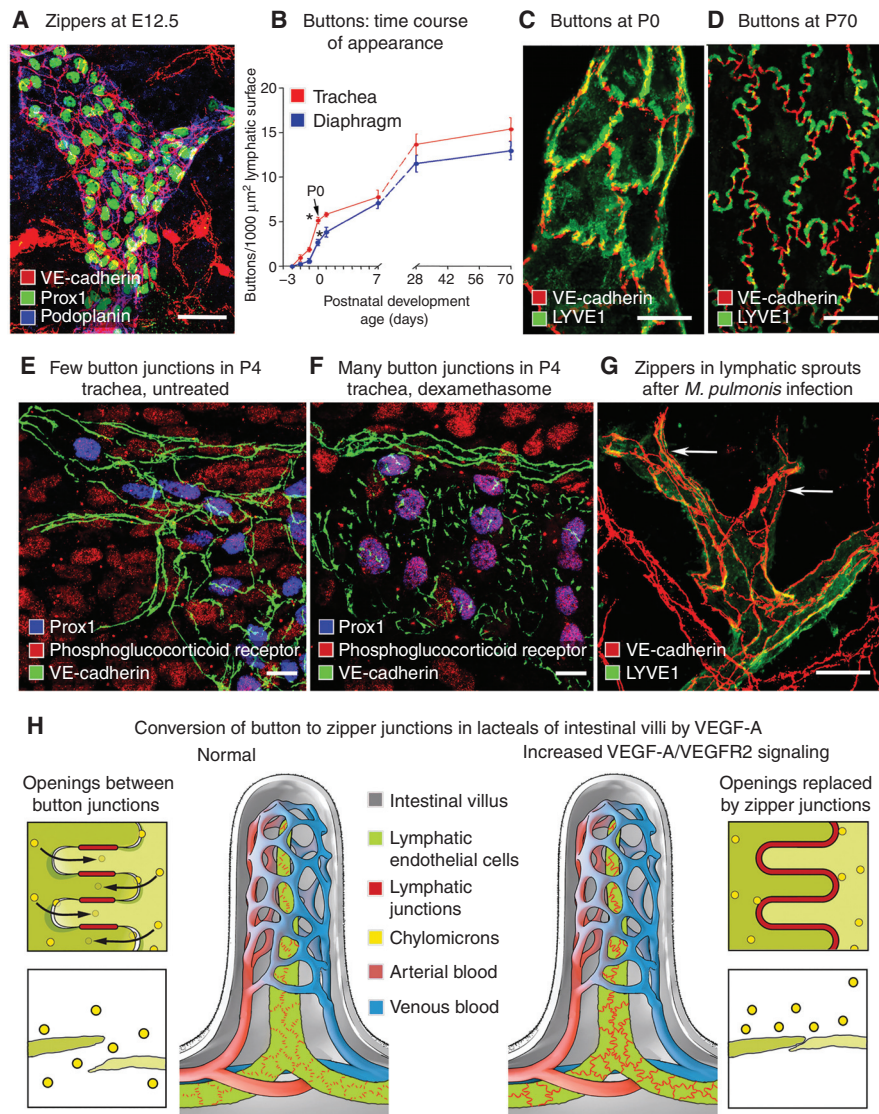 A Zippers at E12.5
VE-cadherin
Prox1
Podoplanin
B Buttons: time course
of appearance
Buttons/1000 μm² lymphatic surface
20
15
10
5
0
Trachea
Diaphragm
P0
*
*
−3 0 7 28 42 56 70
Postnatal development
age (days)
C Buttons at P0
VE-cadherin
LYVE1
D Buttons at P70
VE-cadherin
LYVE1
E Few button junctions in P4
trachea, untreated
Prox1
Phosphoglucocorticoid receptor
VE-cadherin
F Many button junctions in P4
trachea, dexamethasome
Prox1
Phosphoglucocorticoid receptor
VE-cadherin
G Zippers in lymphatic sprouts
after M. pulmonis infection
VE-cadherin
LYVE1
H Conversion of button to zipper junctions in lacteals of intestinal villi by VEGF-A
Normal
Increased VEGF-A/VEGFR2 signaling
Openings between
button junctions
Intestinal villus
Lymphatic
endothelial cells
Lymphatic
junctions
Chylomicrons
Arterial blood
Venous blood
Openings replaced
by zipper junctions